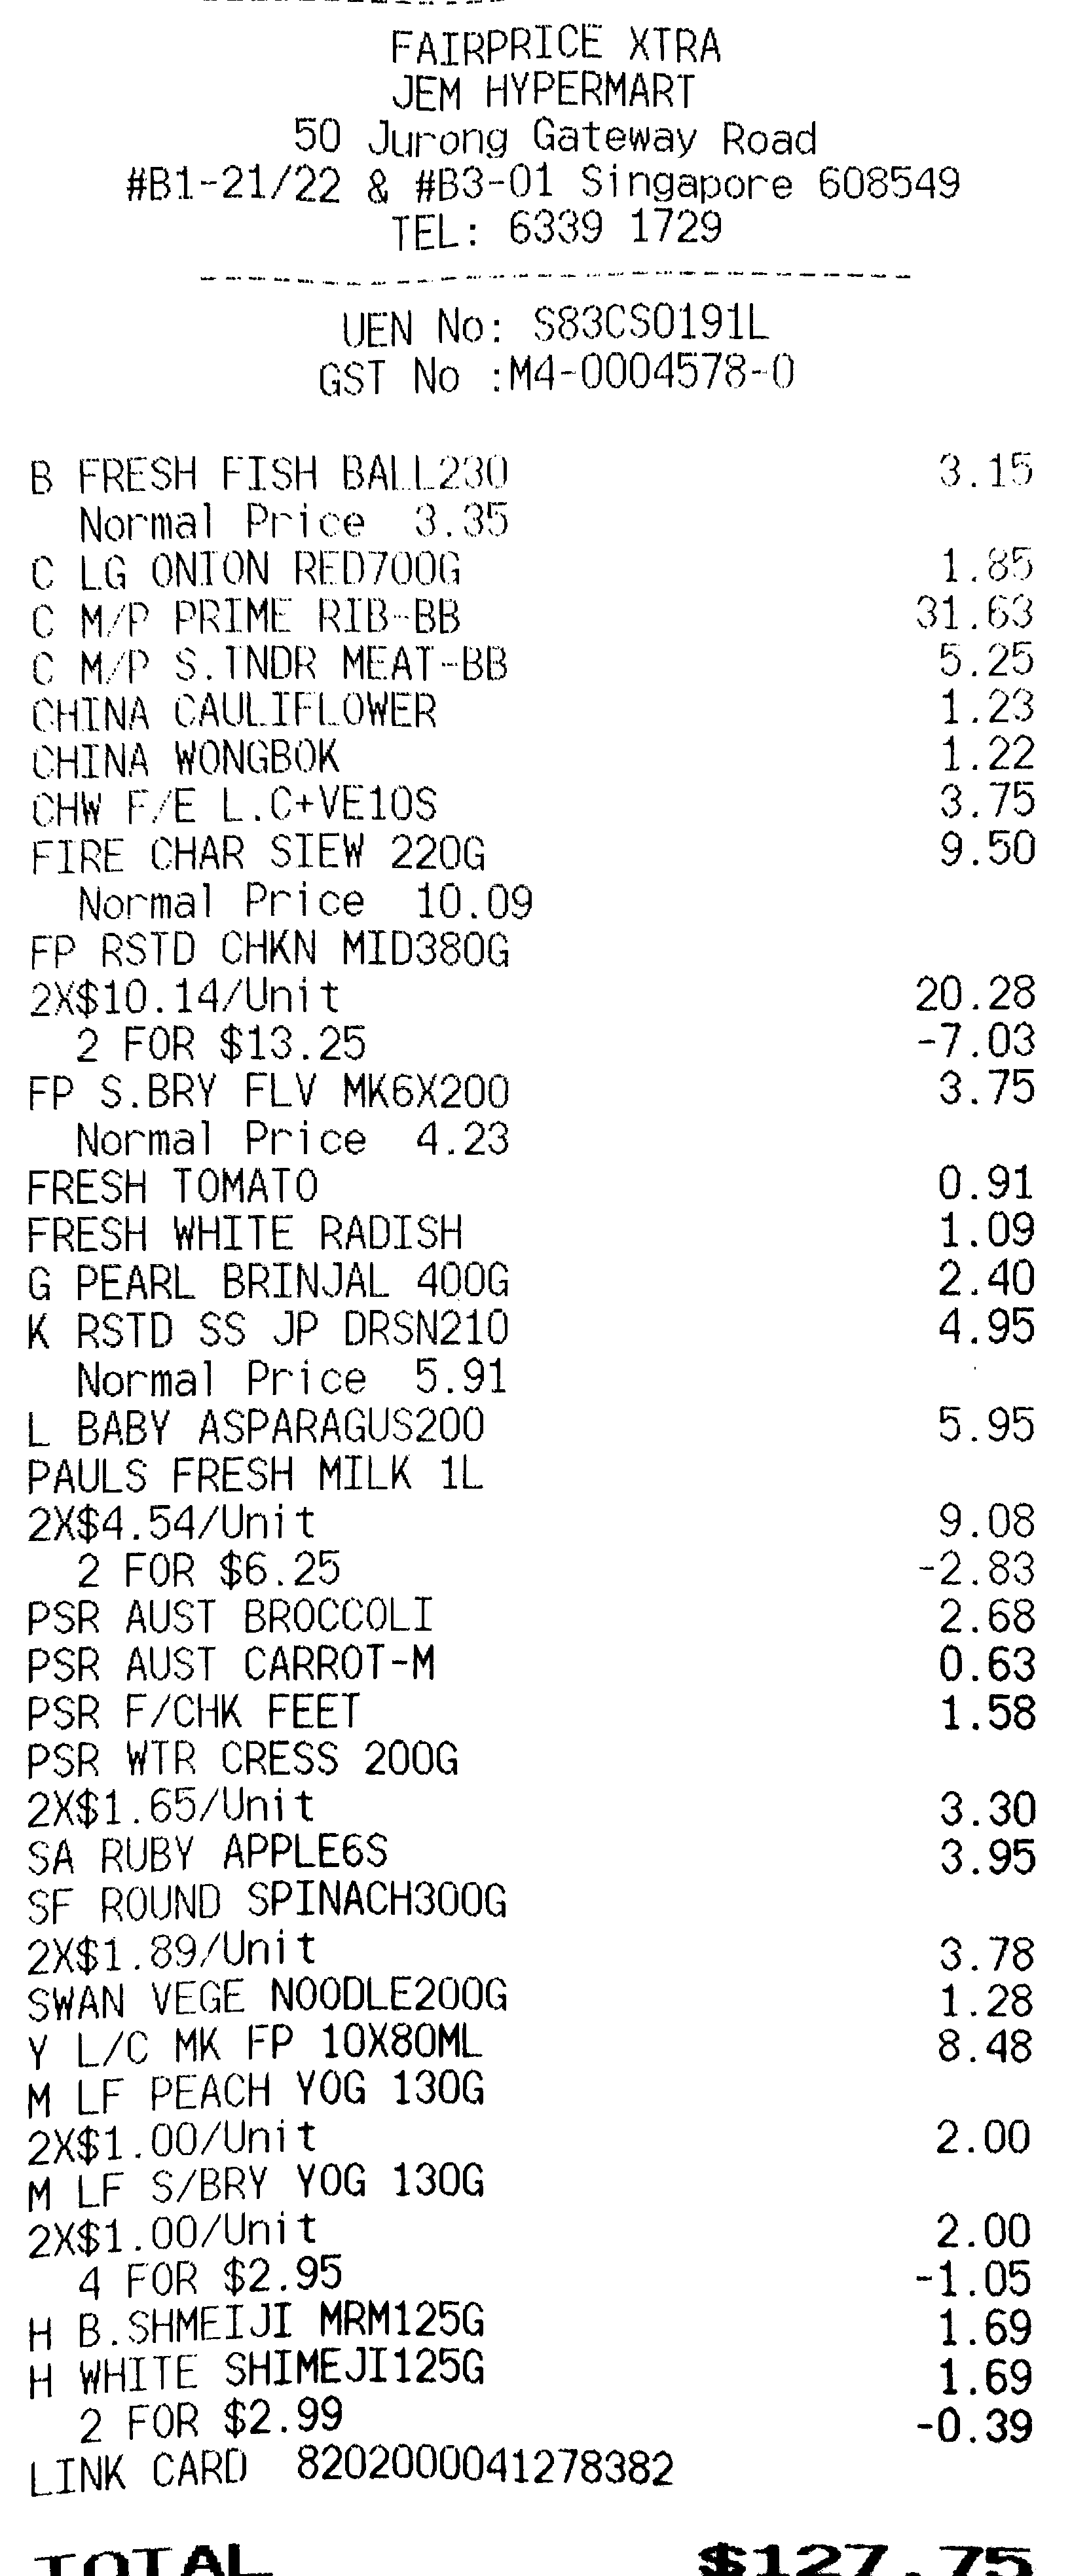 FAIRPRICE XTRA
JEM HYPERMART
50 Jurong Gateway Road
#B1-21/22 & #B3-01 Singapore 608549
TEL: 6339 1729
UEN No: S83CS0191L
GST No :M4-0004578-0
B FRESH FISH BALL230 3.15
Normal Price 3.35
C LG ONION RED700G 1.85
C M/P PRIME RIB-BB 31.63
C M/P S.TNDR MEAT-BB 5.25
CHINA CAULIFLOWER 1.23
CHINA WONGBOK 1.22
CHW F/E L.C+VE10S 3.75
FIRE CHAR SIEW 220G 9.50
Normal Price 10.09
FP RSTD CHKN MID380G
2X$10.14/Unit 20.28
2 FOR $13.25 -7.03
FP S.BRY FLV MK6X200 3.75
Normal Price 4.23
FRESH TOMATO 0.91
FRESH WHITE RADISH 1.09
G PEARL BRINJAL 400G 2.40
K RSTD SS JP DRSN210 4.95
Normal Price 5.91
L BABY ASPARAGUS200 5.95
PAULS FRESH MILK 1L
2X$4.54/Unit 9.08
2 FOR $6.25 -2.83
PSR AUST BROCCOLI 2.68
PSR AUST CARROT-M 0.63
PSR F/CHK FEET 1.58
PSR WTR CRESS 200G
2X$1.65/Unit 3.30
SA RUBY APPLE6S 3.95
SF ROUND SPINACH300G
2X$1.89/Unit 3.78
SWAN VEGE NOODLE200G 1.28
Y L/C MK FP 10X80ML 8.48
M LF PEACH YOG 130G
2X$1.00/Unit 2.00
M LF S/BRY YOG 130G
2X$1.00/Unit 2.00
4 FOR $2.95 -1.05
H B.SHMEIJI MRM125G 1.69
H WHITE SHIMEJI125G 1.69
2 FOR $2.99 -0.39
LINK CARD 8202000041278382
TOTAL $127.75